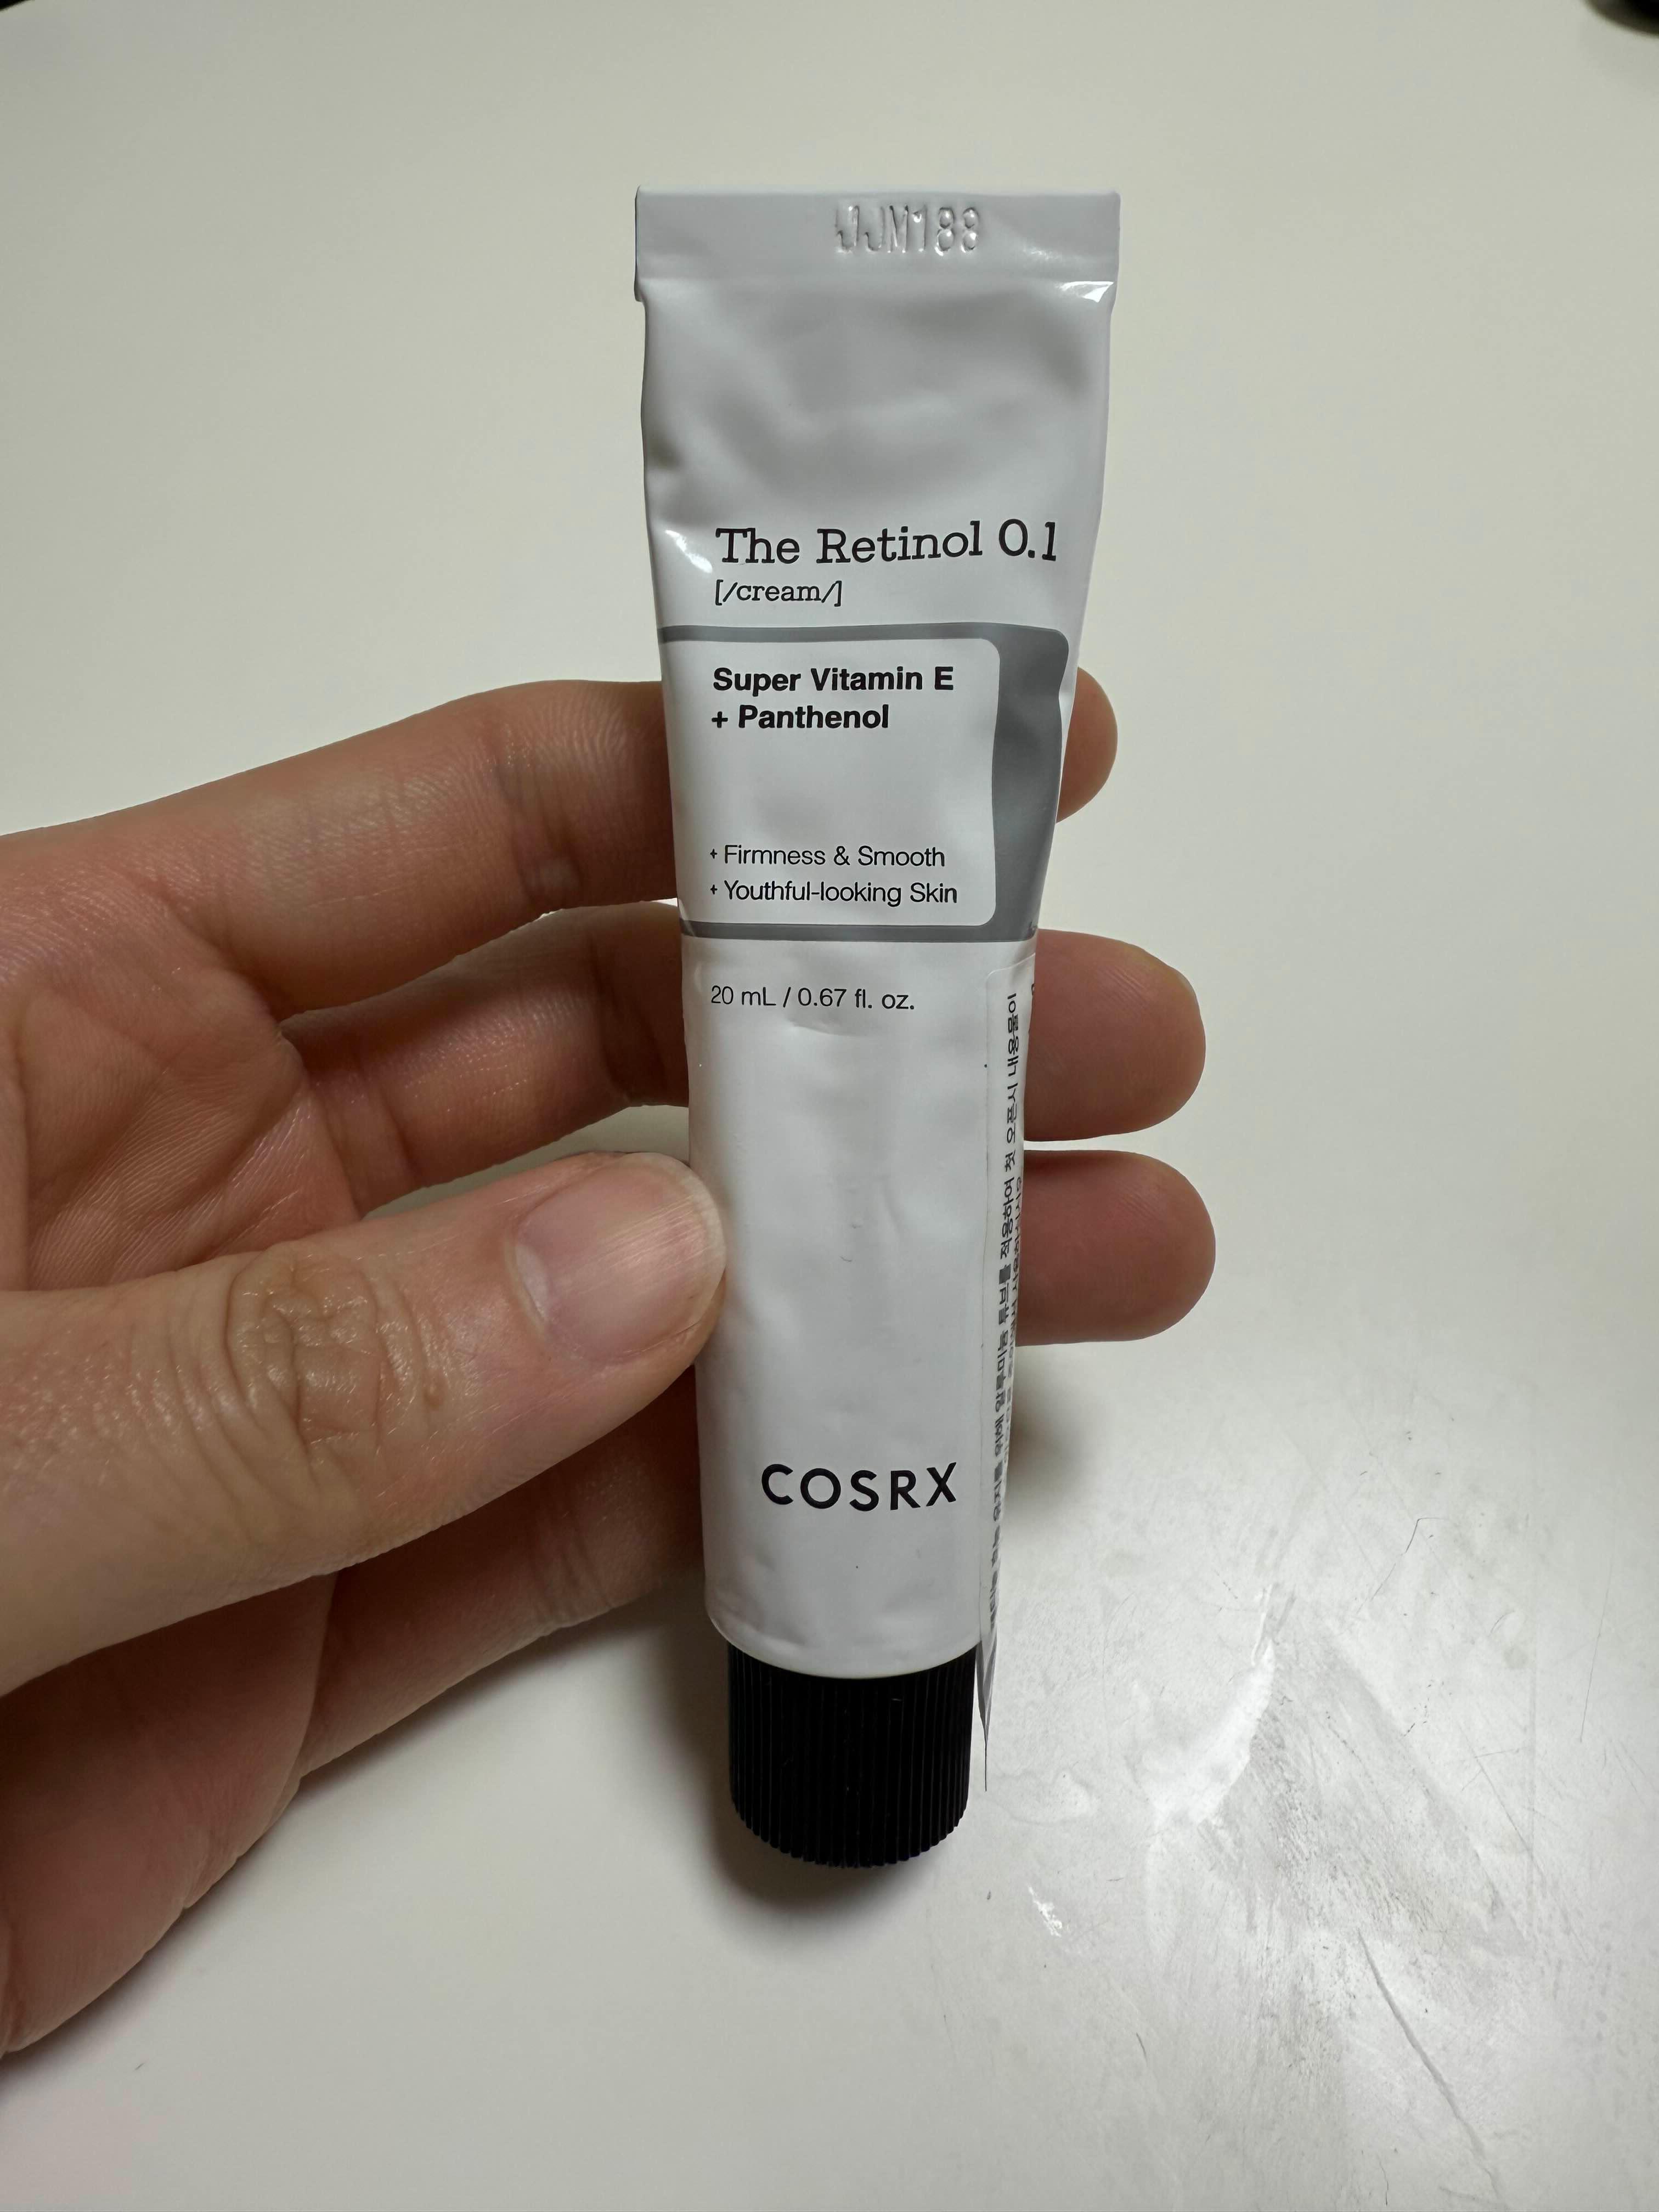 JJM188
The Retinol 0.1
[/cream/]
Super Vitamin E
+ Panthenol
+ Firmness & Smooth
+ Youthful-looking Skin
20 mL / 0.67 fl. oz.
COSRX